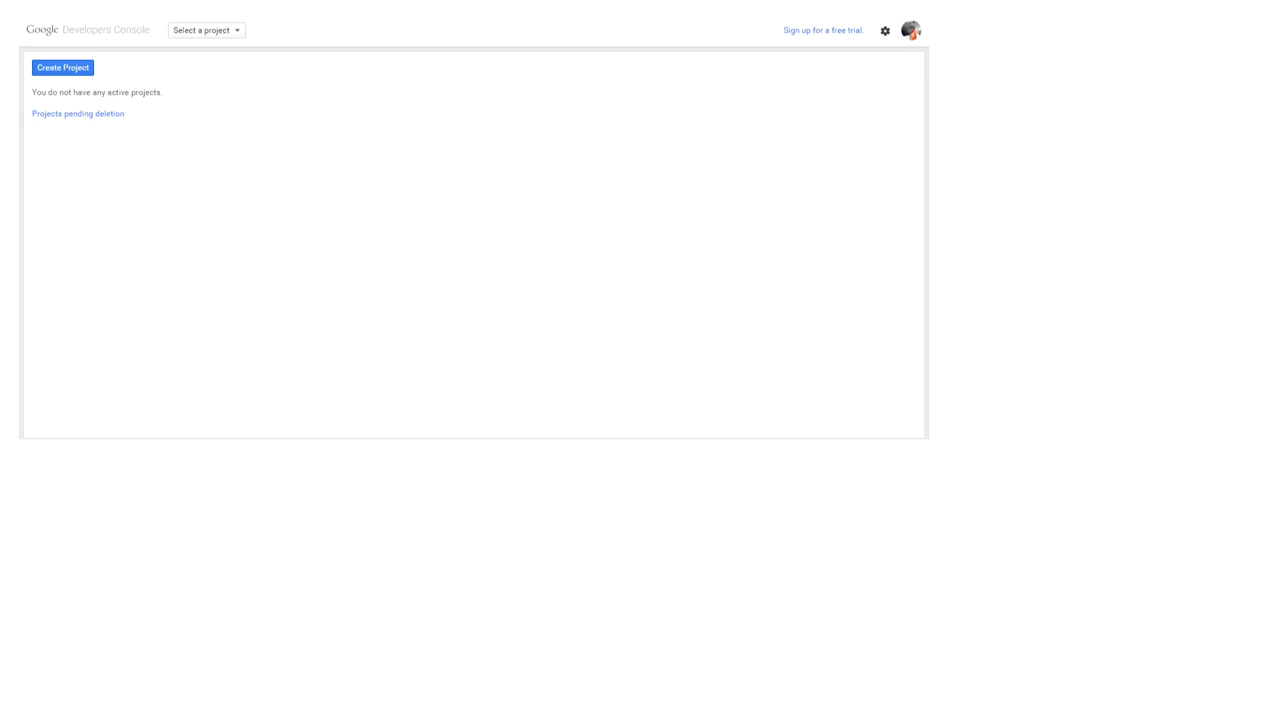 Google Developers Console
Select a project
Sign up for a free trial.
Create Project
You do not have any active projects.
Projects pending deletion